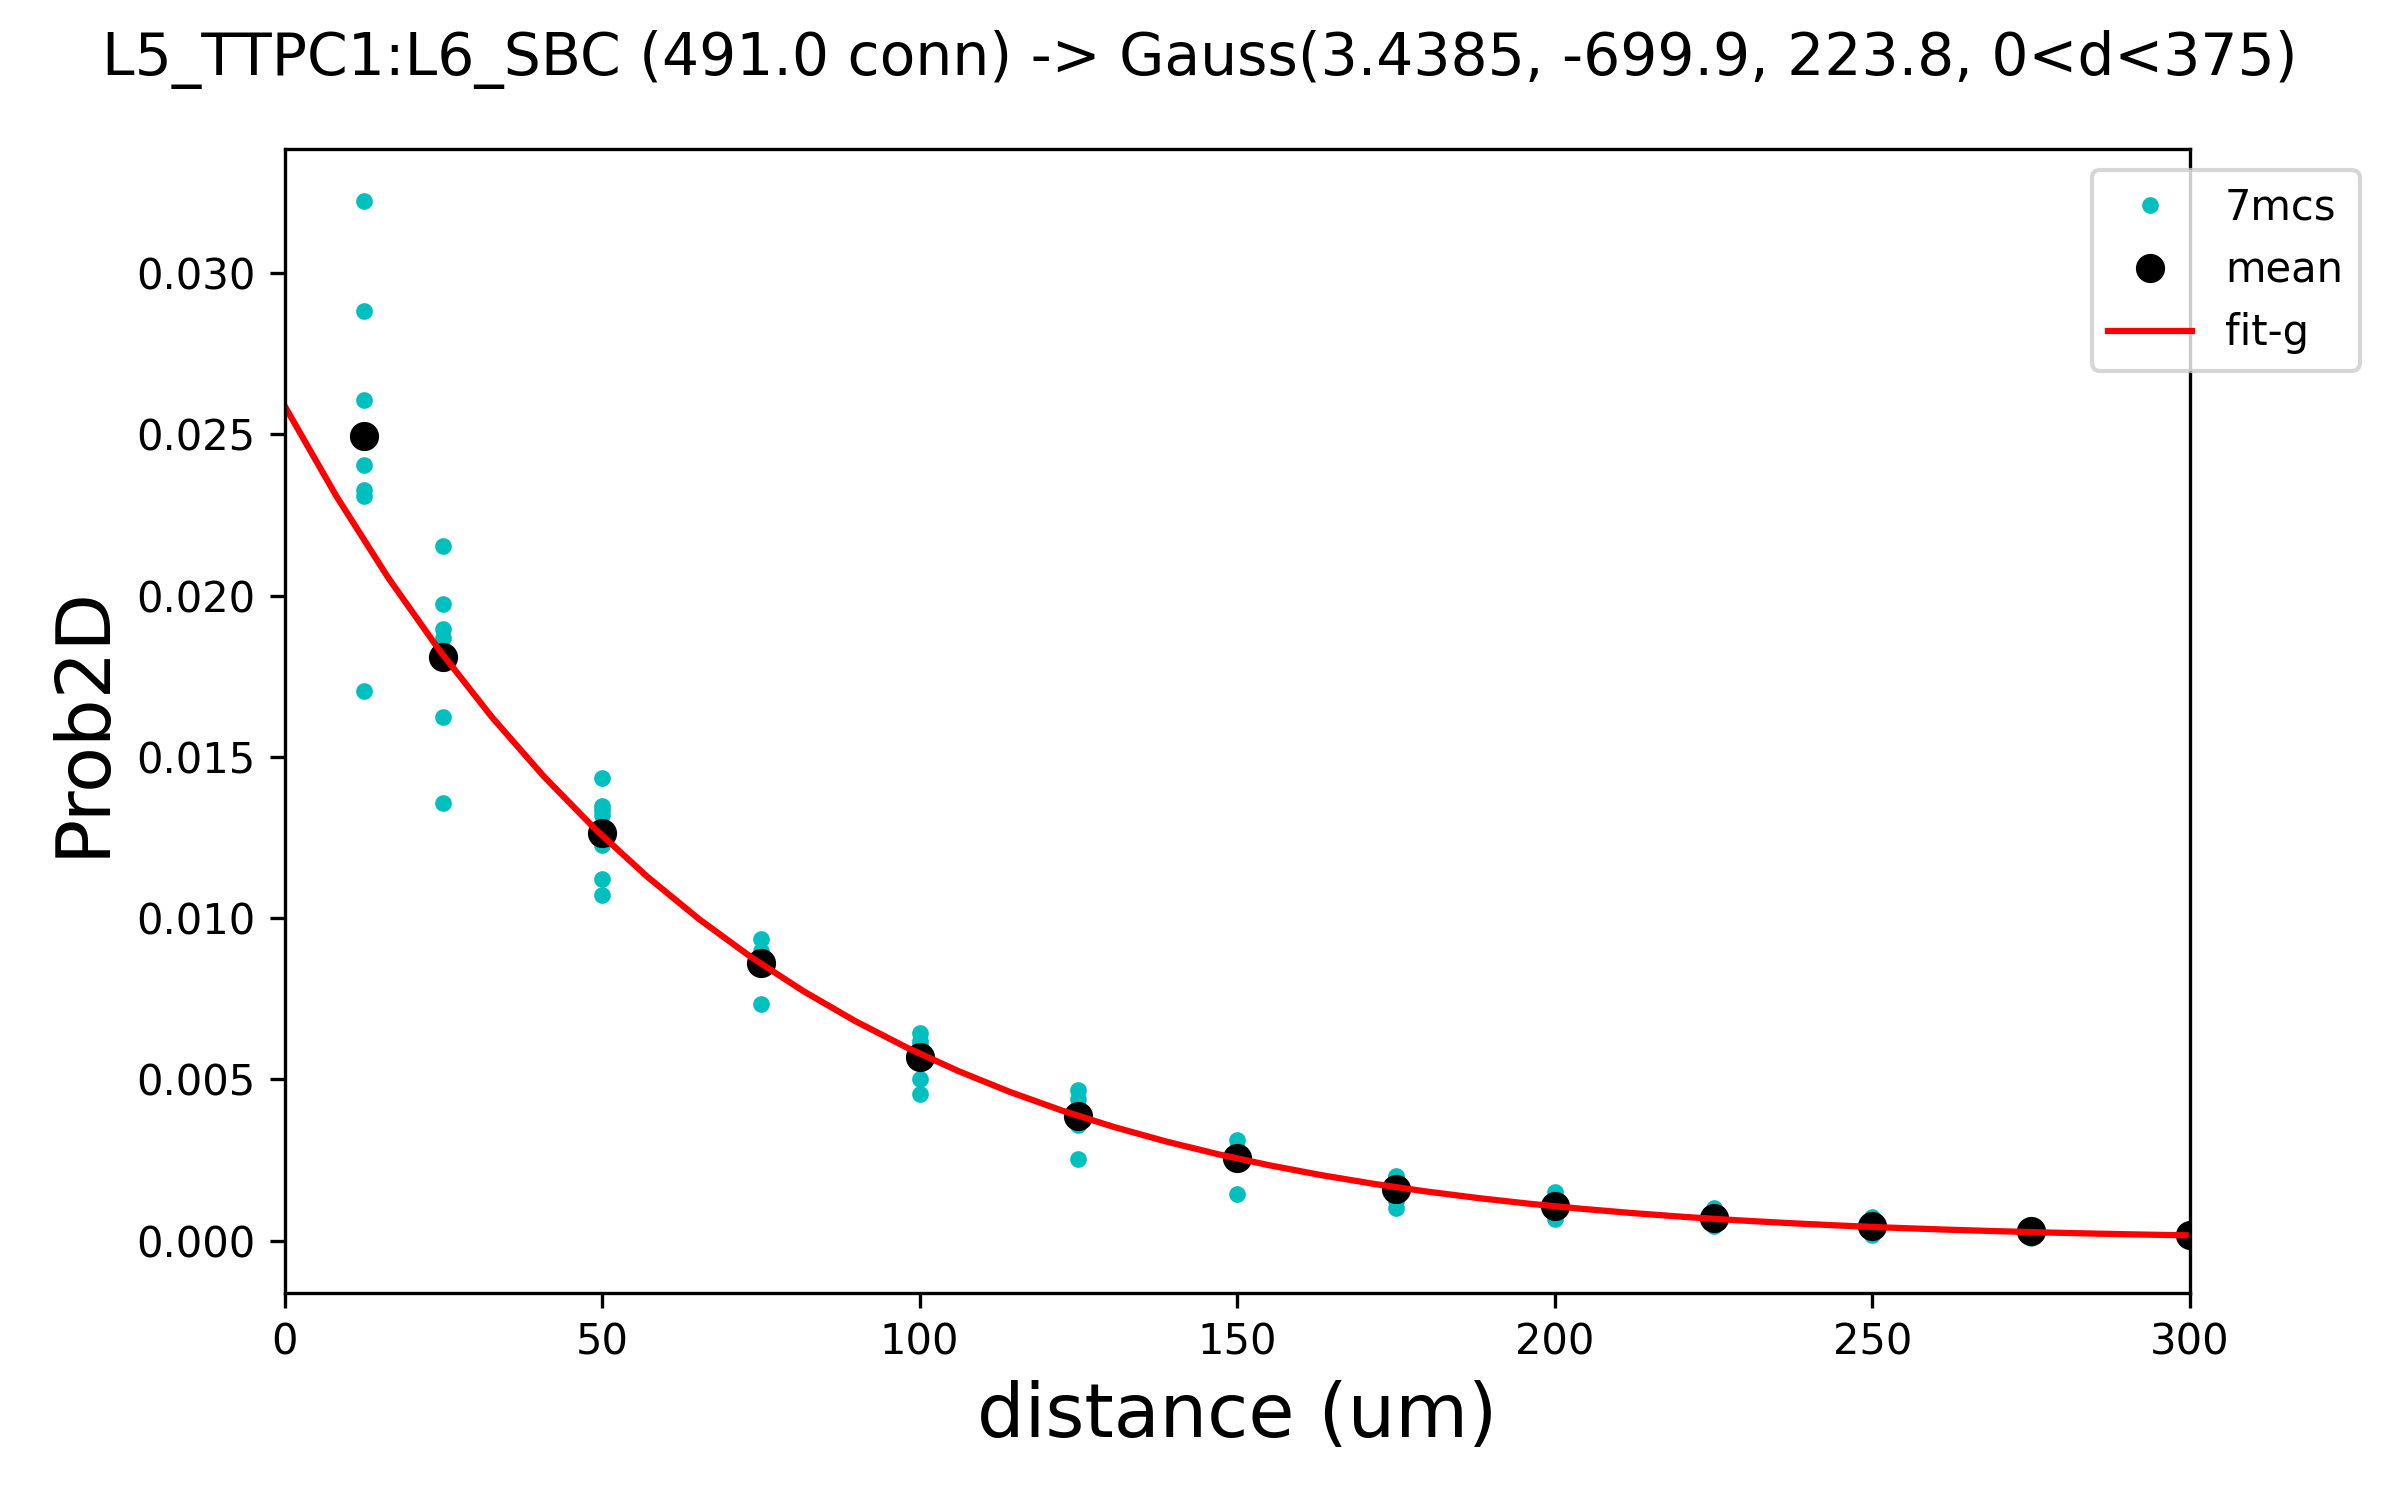 L5_TTPC1:L6_SBC (491.0 conn) -> Gauss(3.4385, -699.9, 223.8, 0<d<375)
7mcs
mean
fit-g
0.030
0.025
0.020
0.015
0.010
0.005
0.000
Prob2D
0 50 100 150 200 250 300
distance (um)